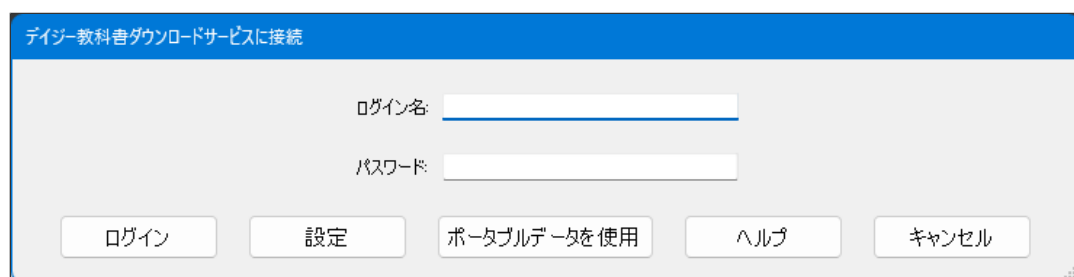 デイジー教科書ダウンロードサービスに接続
ログイン名:
パスワード:
ログイン 設定 ポータブルデータを使用 ヘルプ キャンセル